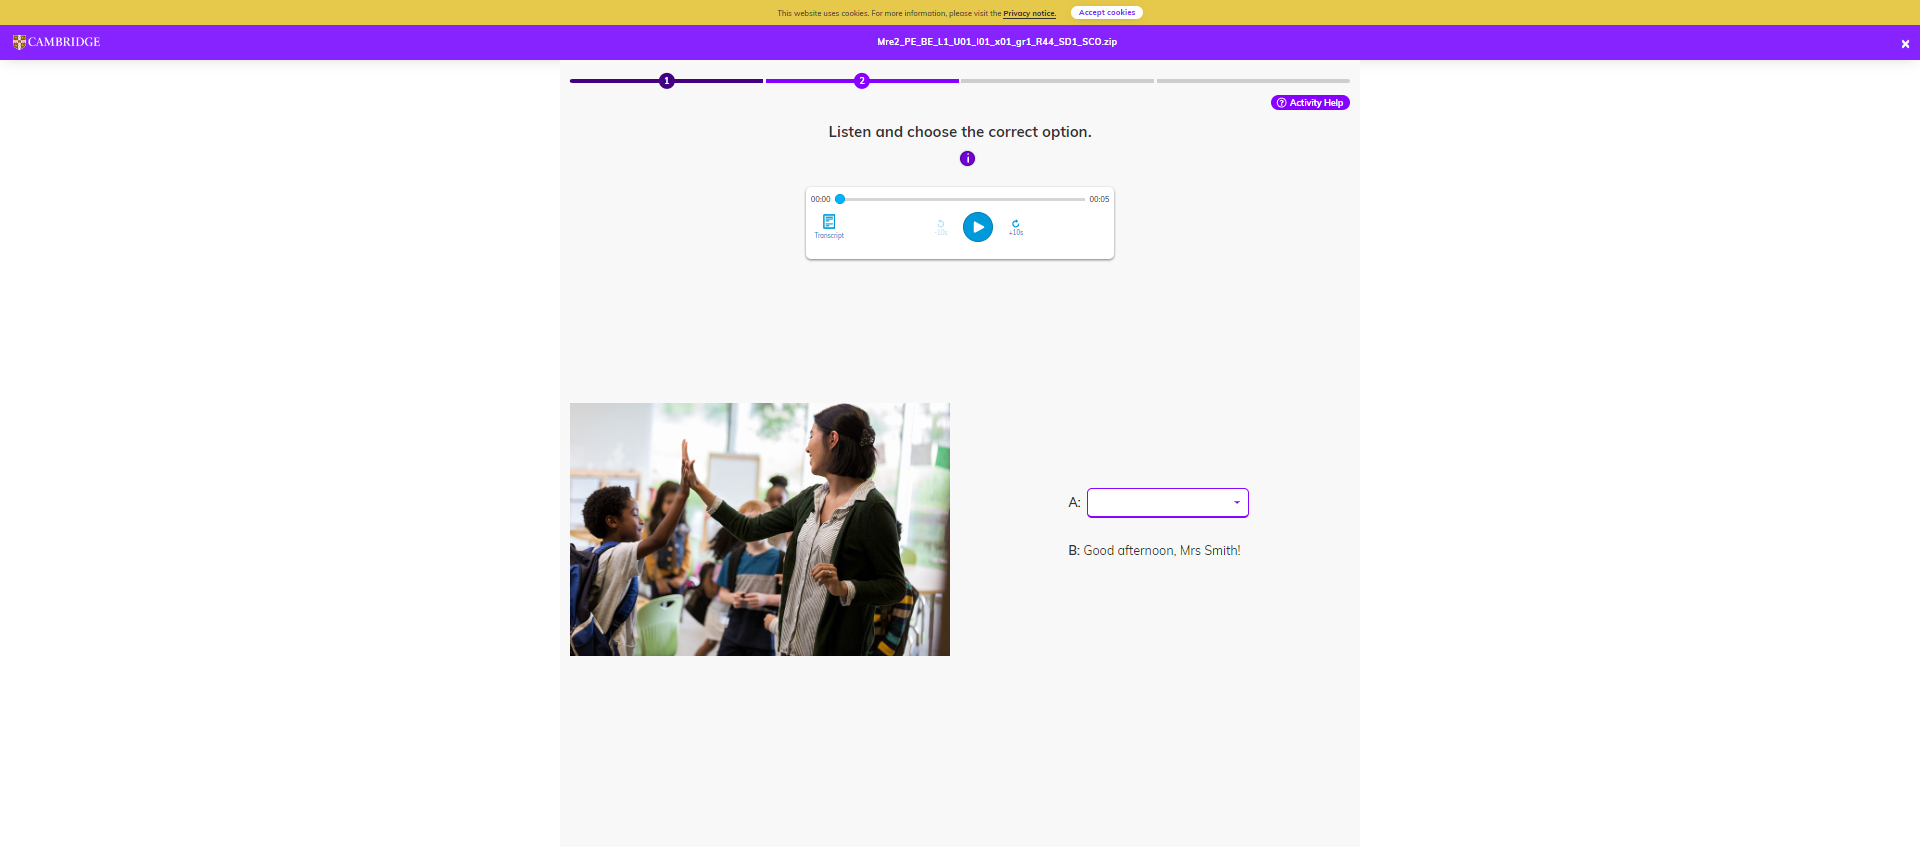 This website uses cookies. For more information, please visit the Privacy notice. Accept cookies
CAMBRIDGE
Mre2_PE_BE_L1_U01_I01_x01_gr1_R44_SD1_SCO.zip
1
2
Activity Help
Listen and choose the correct option.
00:00
00:05
Transcript
-10s
+10s
A:
B: Good afternoon, Mrs Smith!